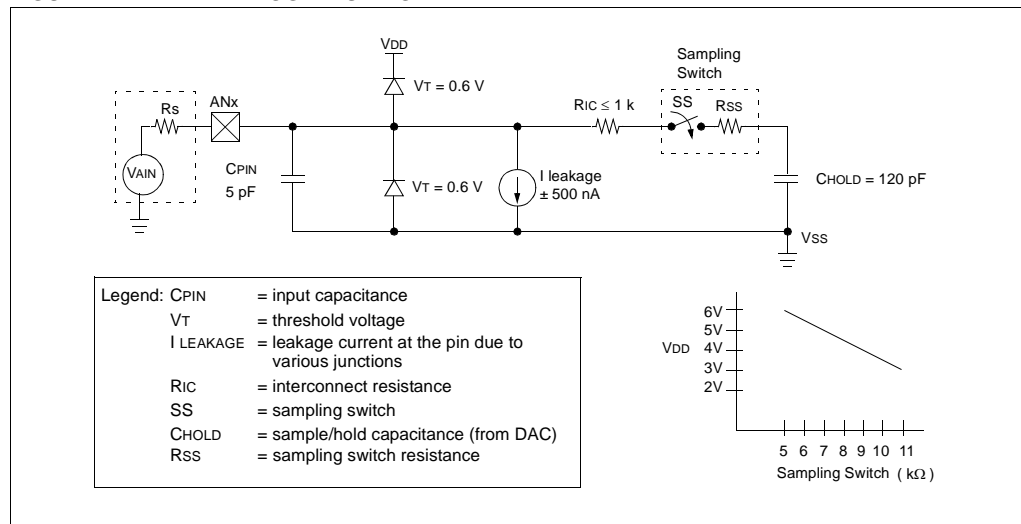 VDD
Sampling
Switch
VT = 0.6 V
Rs
ANx
RIC ≤ 1 k
SS
RSS
VAIN
CPIN
5 pF
VT = 0.6 V
I leakage
± 500 nA
CHOLD = 120 pF
VSS
Legend: CPIN = input capacitance
VT = threshold voltage
I LEAKAGE = leakage current at the pin due to
various junctions
RIC = interconnect resistance
SS = sampling switch
CHOLD = sample/hold capacitance (from DAC)
RSS = sampling switch resistance
6V
5V
VDD 4V
3V
2V
5 6 7 8 9 10 11
Sampling Switch ( kΩ )